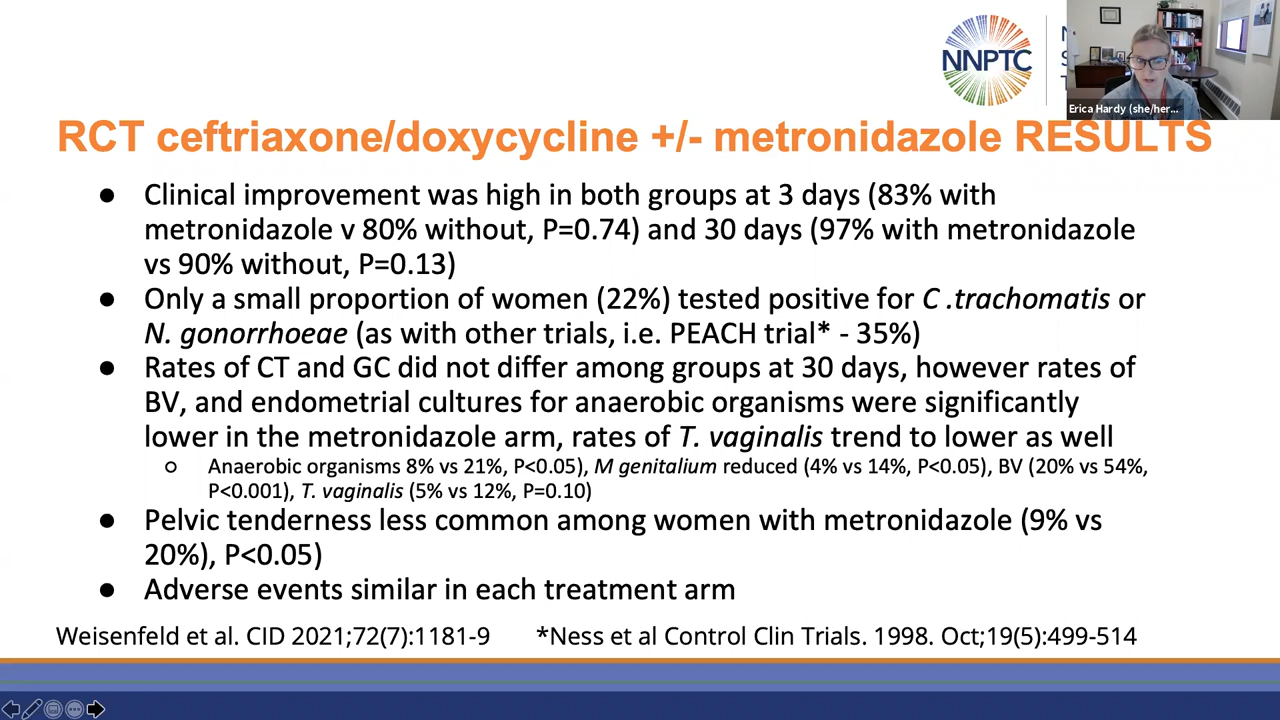 NNPTC
N
S
T
Erica Hardy (she/her...
RCT ceftriaxone/doxycycline +/- metronidazole RESULTS
● Clinical improvement was high in both groups at 3 days (83% with
metronidazole v 80% without, P=0.74) and 30 days (97% with metronidazole
vs 90% without, P=0.13)
● Only a small proportion of women (22%) tested positive for C .trachomatis or
N. gonorrhoeae (as with other trials, i.e. PEACH trial* - 35%)
● Rates of CT and GC did not differ among groups at 30 days, however rates of
BV, and endometrial cultures for anaerobic organisms were significantly
lower in the metronidazole arm, rates of T. vaginalis trend to lower as well
○ Anaerobic organisms 8% vs 21%, P<0.05), M genitalium reduced (4% vs 14%, P<0.05), BV (20% vs 54%,
P<0.001), T. vaginalis (5% vs 12%, P=0.10)
● Pelvic tenderness less common among women with metronidazole (9% vs
20%), P<0.05)
● Adverse events similar in each treatment arm
Weisenfeld et al. CID 2021;72(7):1181-9 *Ness et al Control Clin Trials. 1998. Oct;19(5):499-514